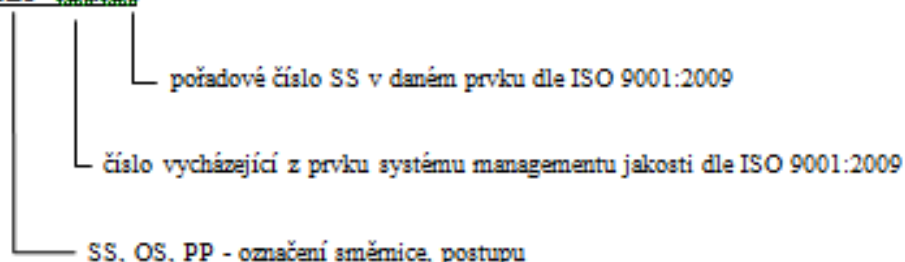 pořadové číslo SS v daném prvku dle ISO 9001:2009
číslo vycházející z prvku systému managementu jakosti dle ISO 9001:2009
SS, OS, PP - označení směrnice, postupu